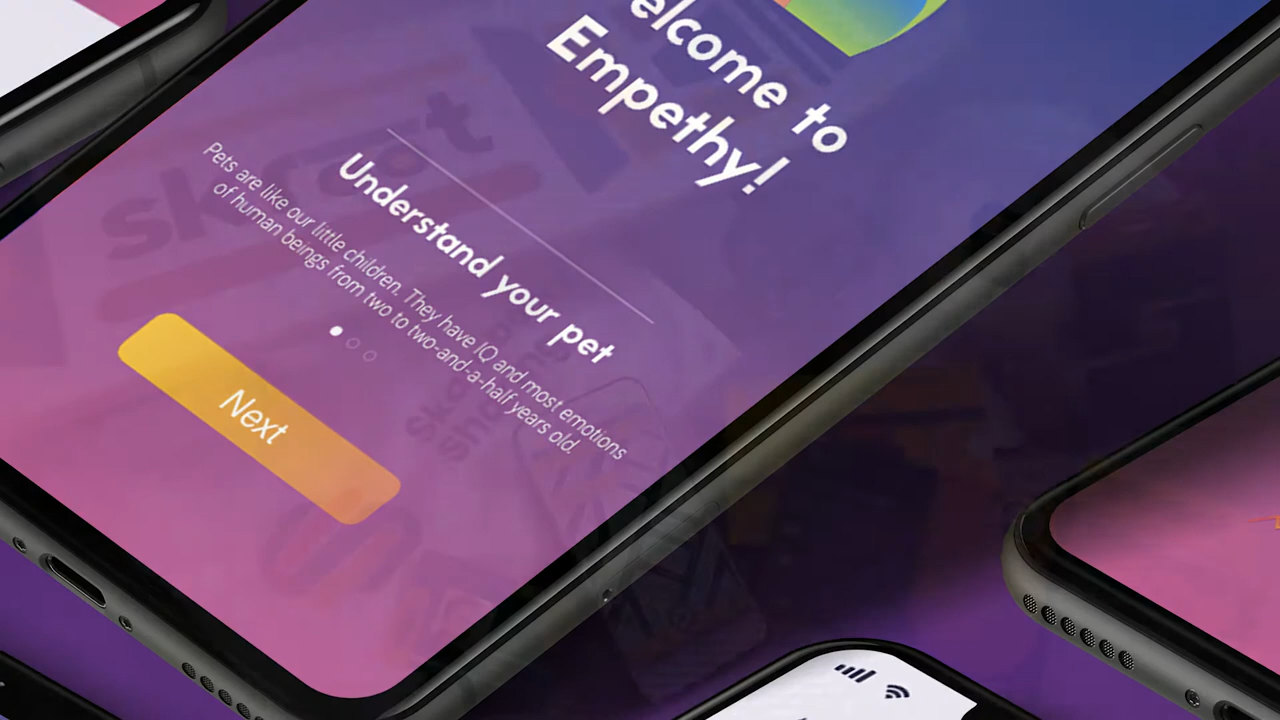 elcome to
Empethy!
Understand your pet
Pets are like our little children. They have IQ and most emotions
of human beings from two to two-and-a-half years old.
Next